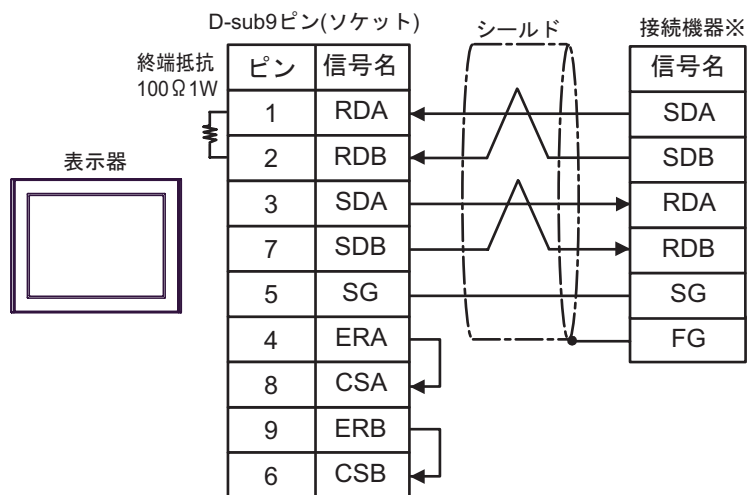 D-sub9ピン(ソケット)
シールド
接続機器※
終端抵抗
100Ω1W
表示器
ピン 信号名
1 RDA
2 RDB
3 SDA
7 SDB
5 SG
4 ERA
8 CSA
9 ERB
6 CSB
信号名
SDA
SDB
RDA
RDB
SG
FG